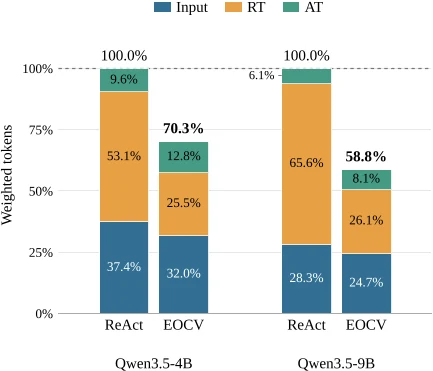 Input RT AT
100.0% 100.0%
100% 9.6% 6.1%
75% 70.3%
53.1% 12.8% 65.6% 58.8%
Weighted tokens
50% 25.5% 8.1%
26.1%
25% 37.4% 32.0% 28.3% 24.7%
0%
ReAct EOCV ReAct EOCV
Qwen3.5-4B Qwen3.5-9B